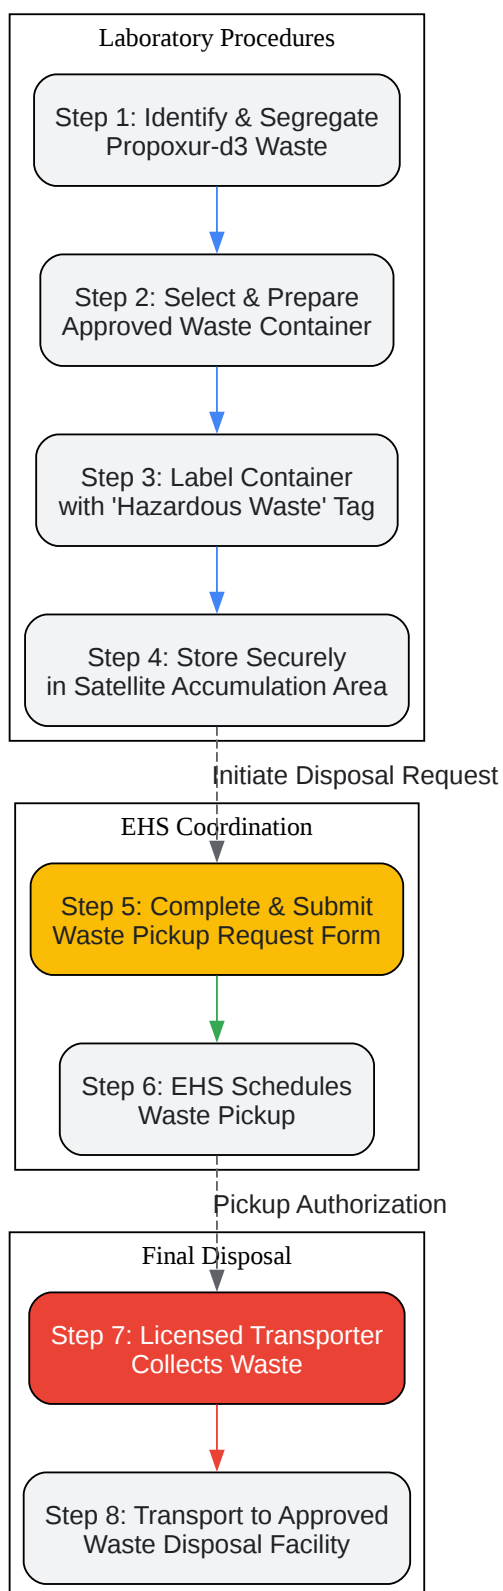 Laboratory Procedures
Step 1: Identify & Segregate
Propoxur-d3 Waste
Step 2: Select & Prepare
Approved Waste Container
Step 3: Label Container
with 'Hazardous Waste' Tag
Step 4: Store Securely
in Satellite Accumulation Area
Initiate Disposal Request
EHS Coordination
Step 5: Complete & Submit
Waste Pickup Request Form
Step 6: EHS Schedules
Waste Pickup
Pickup Authorization
Final Disposal
Step 7: Licensed Transporter
Collects Waste
Step 8: Transport to Approved
Waste Disposal Facility